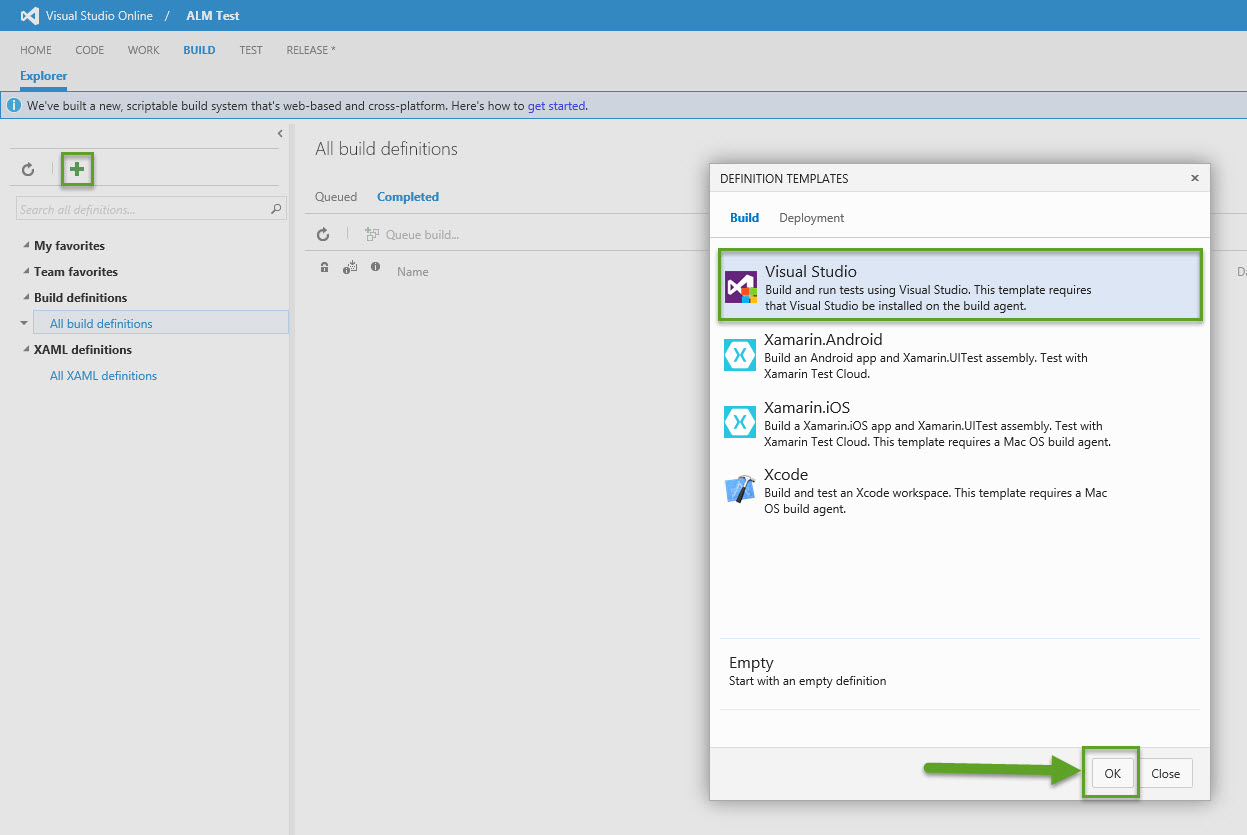 Visual Studio Online / ALM Test
HOME CODE WORK BUILD TEST RELEASE *
Explorer
We've built a new, scriptable build system that's web-based and cross-platform. Here's how to get started.
Search all definitions...
My favorites
Team favorites
Build definitions
All build definitions
XAML definitions
All XAML definitions
All build definitions
Queued Completed
Queue build...
Name
DEFINITION TEMPLATES
Build Deployment
Visual Studio
Build and run tests using Visual Studio. This template requires
that Visual Studio be installed on the build agent.
Xamarin.Android
Build an Android app and Xamarin.UITest assembly. Test with
Xamarin Test Cloud.
Xamarin.iOS
Build a Xamarin.iOS app and Xamarin.UITest assembly. Test with
Xamarin Test Cloud. This template requires a Mac OS build agent.
Xcode
Build and test an Xcode workspace. This template requires a Mac
OS build agent.
Empty
Start with an empty definition
OK Close